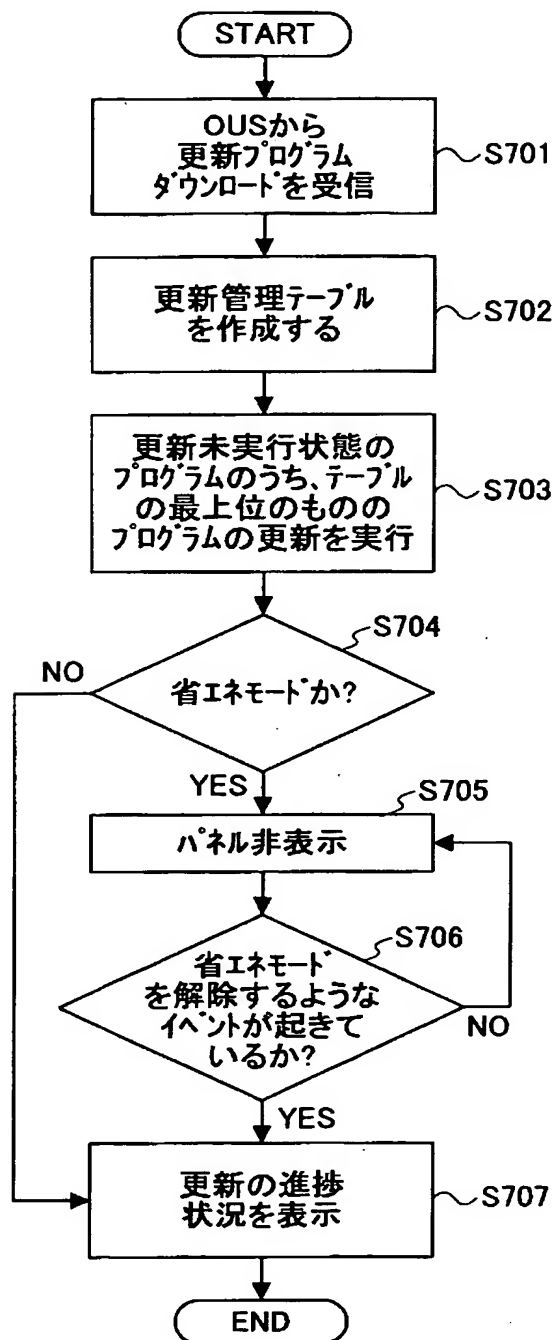 START
OUSから
更新プログラム
ダウンロードを受信
S701
更新管理テーブル
を作成する
S702
更新未実行状態の
プログラムのうち、テーブル
の最上位のものの
プログラムの更新を実行
S703
S704
NO
省エネモードか?
YES
S705
パネル非表示
S706
省エネモード
を解除するような
イベントが起きて
いるか?
NO
YES
更新の進捗
状況を表示
S707
END